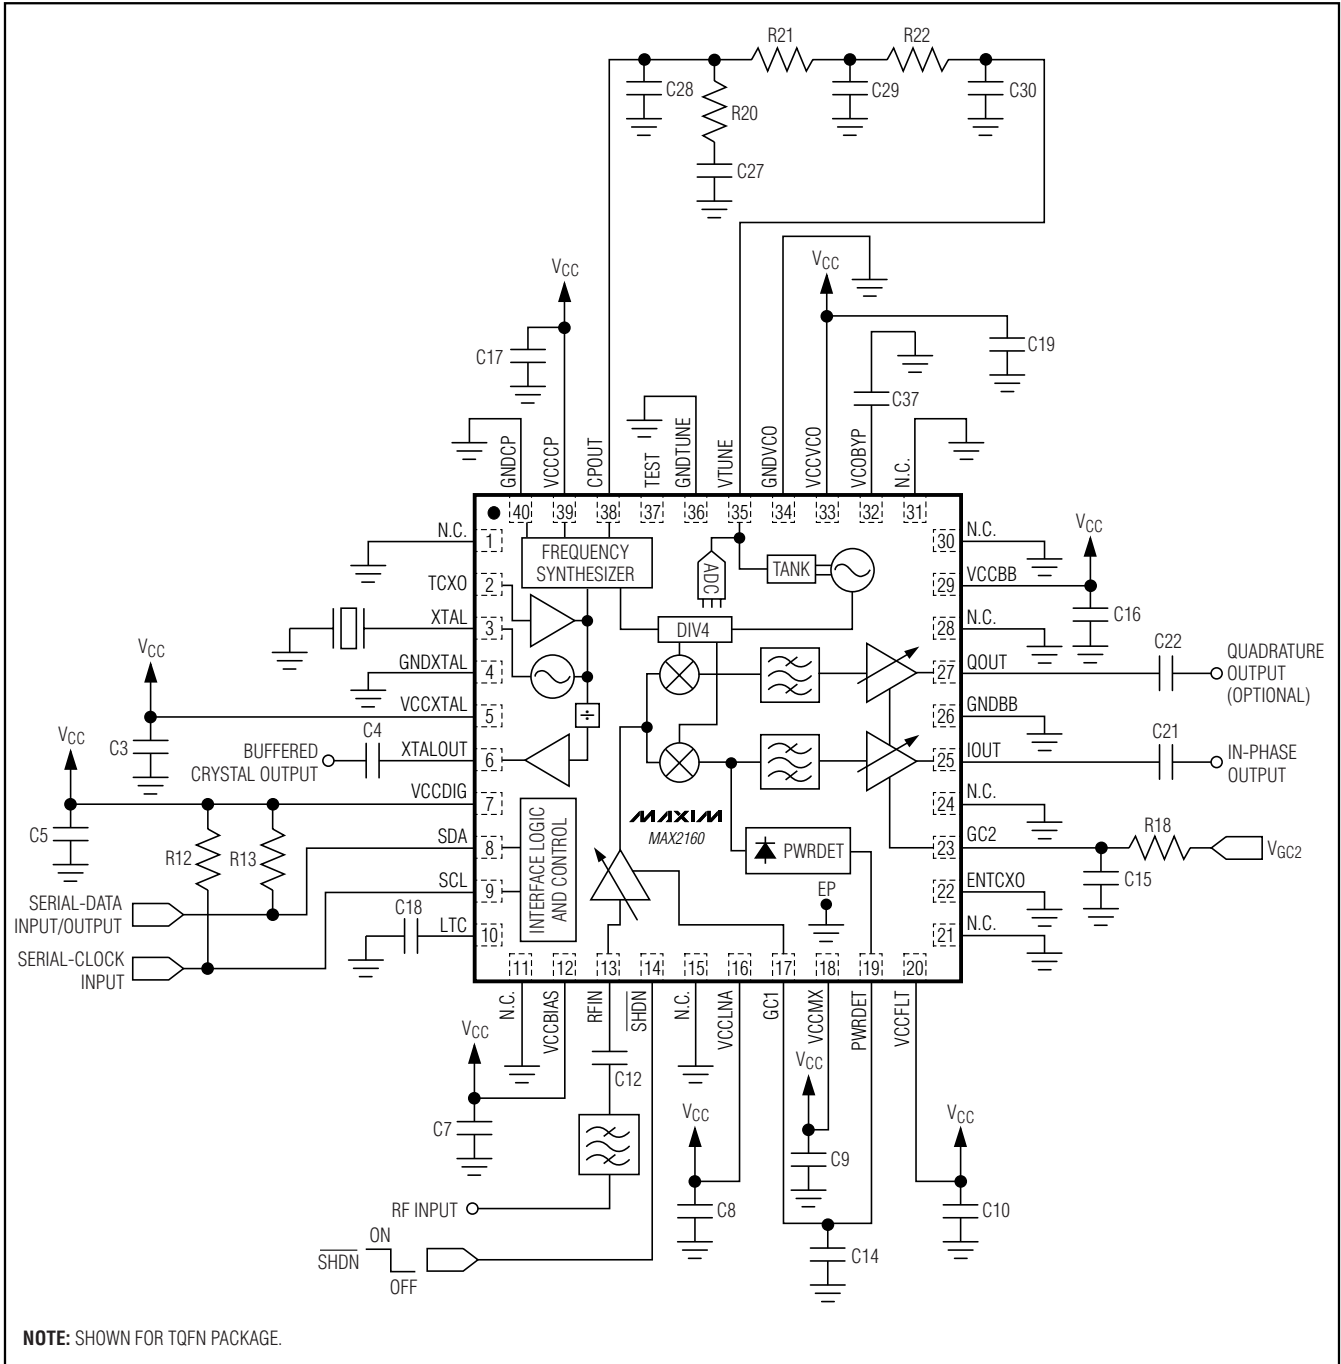 R21
R22
C28
R20
C29
C30
C27
VCC
VCC
C17
C19
C37
GNDCP
VCCCP
CPOUT
TEST
GNDTUNE
VTUNE
GNDVCO
VCCVCO
VCOBYP
N.C.
40
39
38
37
36
35
34
33
32
31
N.C.
1
FREQUENCY
SYNTHESIZER
ADC
TANK
30
N.C.
VCC
TCXO
2
29
VCCBB
C16
XTAL
3
DIV4
28
N.C.
C22
QUADRATURE
OUTPUT
(OPTIONAL)
VCC
GNDXTAL
4
27
QOUT
VCCXTAL
5
÷
26
GNDBB
VCC
C3
C4
BUFFERED
CRYSTAL OUTPUT
XTALOUT
6
25
IOUT
C21
IN-PHASE
OUTPUT
VCCDIG
7
24
N.C.
MAXIM
MAX2160
C5
R12
R13
SDA
8
INTERFACE LOGIC
AND CONTROL
PWRDET
23
GC2
R18
VGC2
C15
SCL
9
EP
22
ENTCXO
SERIAL-DATA
INPUT/OUTPUT
C18
LTC
10
21
N.C.
SERIAL-CLOCK
INPUT
11
12
13
14
15
16
17
18
19
20
N.C.
VCCBIAS
RFIN
SHDN
N.C.
VCCLNA
GC1
VCCMX
PWRDET
VCCFLT
VCC
C7
C12
VCC
C9
VCC
C8
VCC
C10
RF INPUT
C14
SHDN
ON
OFF
NOTE: SHOWN FOR TQFN PACKAGE.